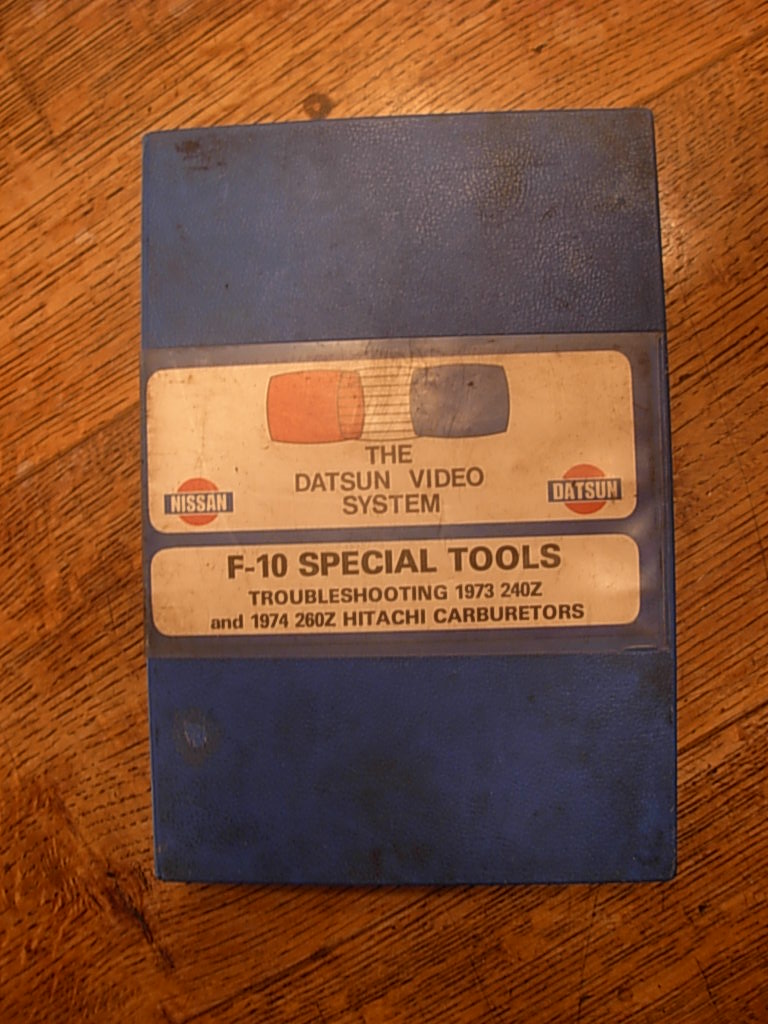 THE
DATSUN VIDEO
SYSTEM
NISSAN
DATSUN
F-10 SPECIAL TOOLS
TROUBLESHOOTING 1973 240Z
and 1974 260Z HITACHI CARBURETORS